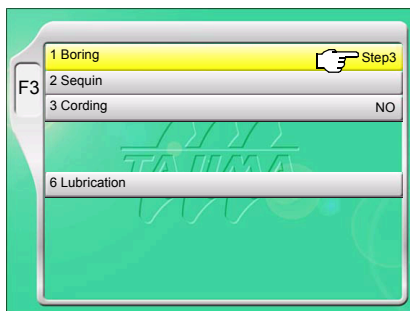 F3
1 Boring Step3
2 Sequin
3 Cording NO
TAJIMA
6 Lubrication